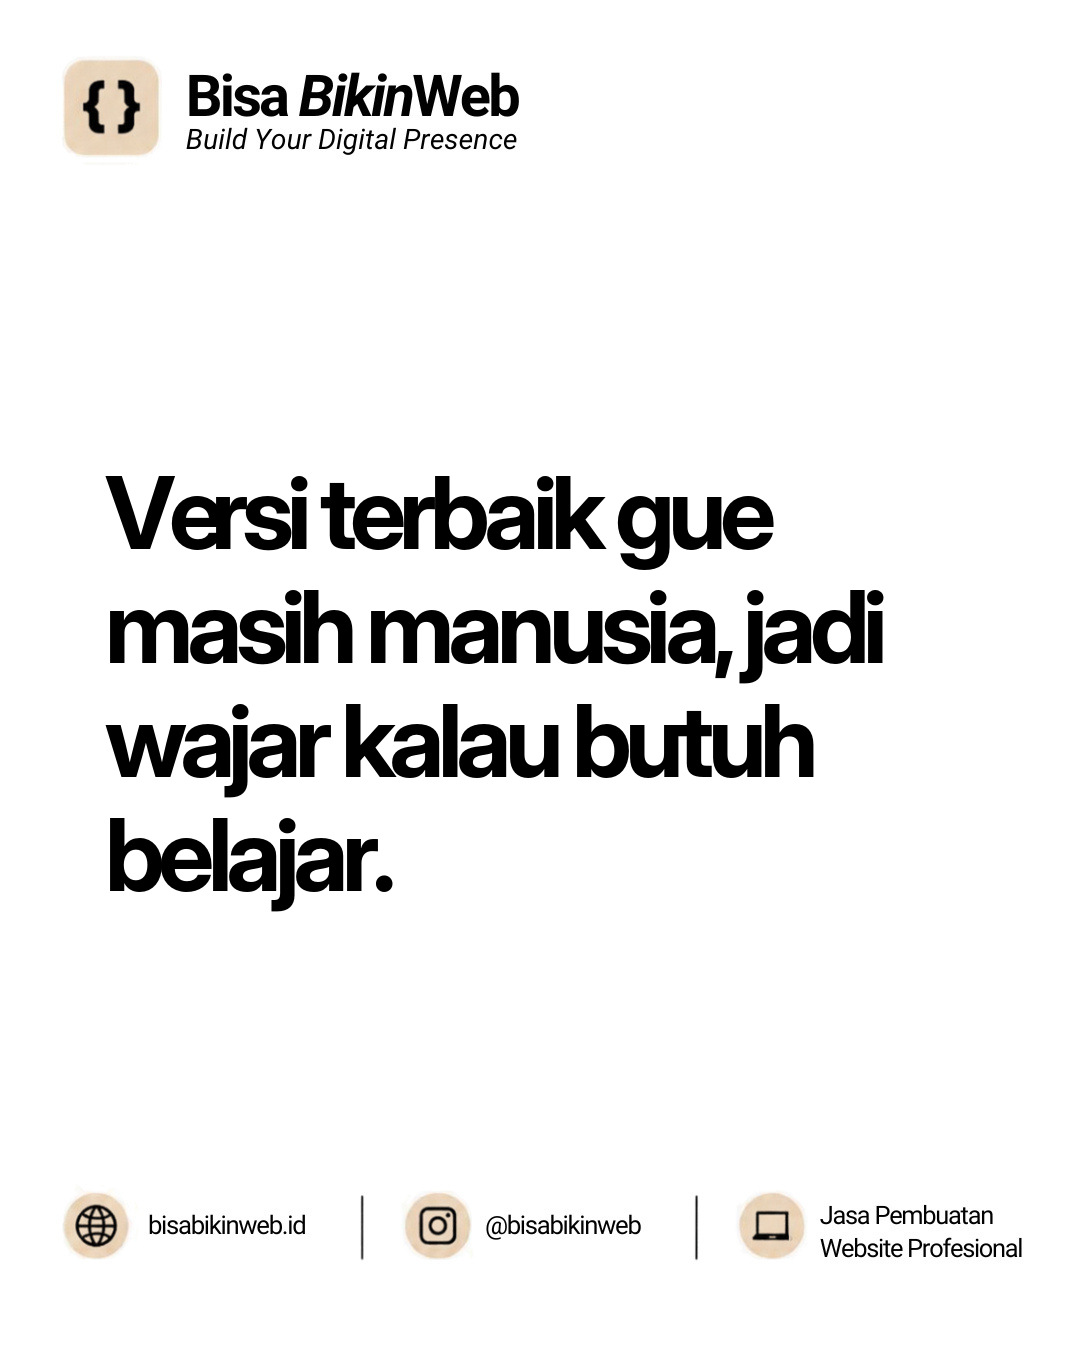 { }
Bisa BikinWeb
Build Your Digital Presence
Versi terbaik gue
masih manusia, jadi
wajar kalau butuh
belajar.
bisabikinweb.id
@bisabikinweb
Jasa Pembuatan
Website Profesional